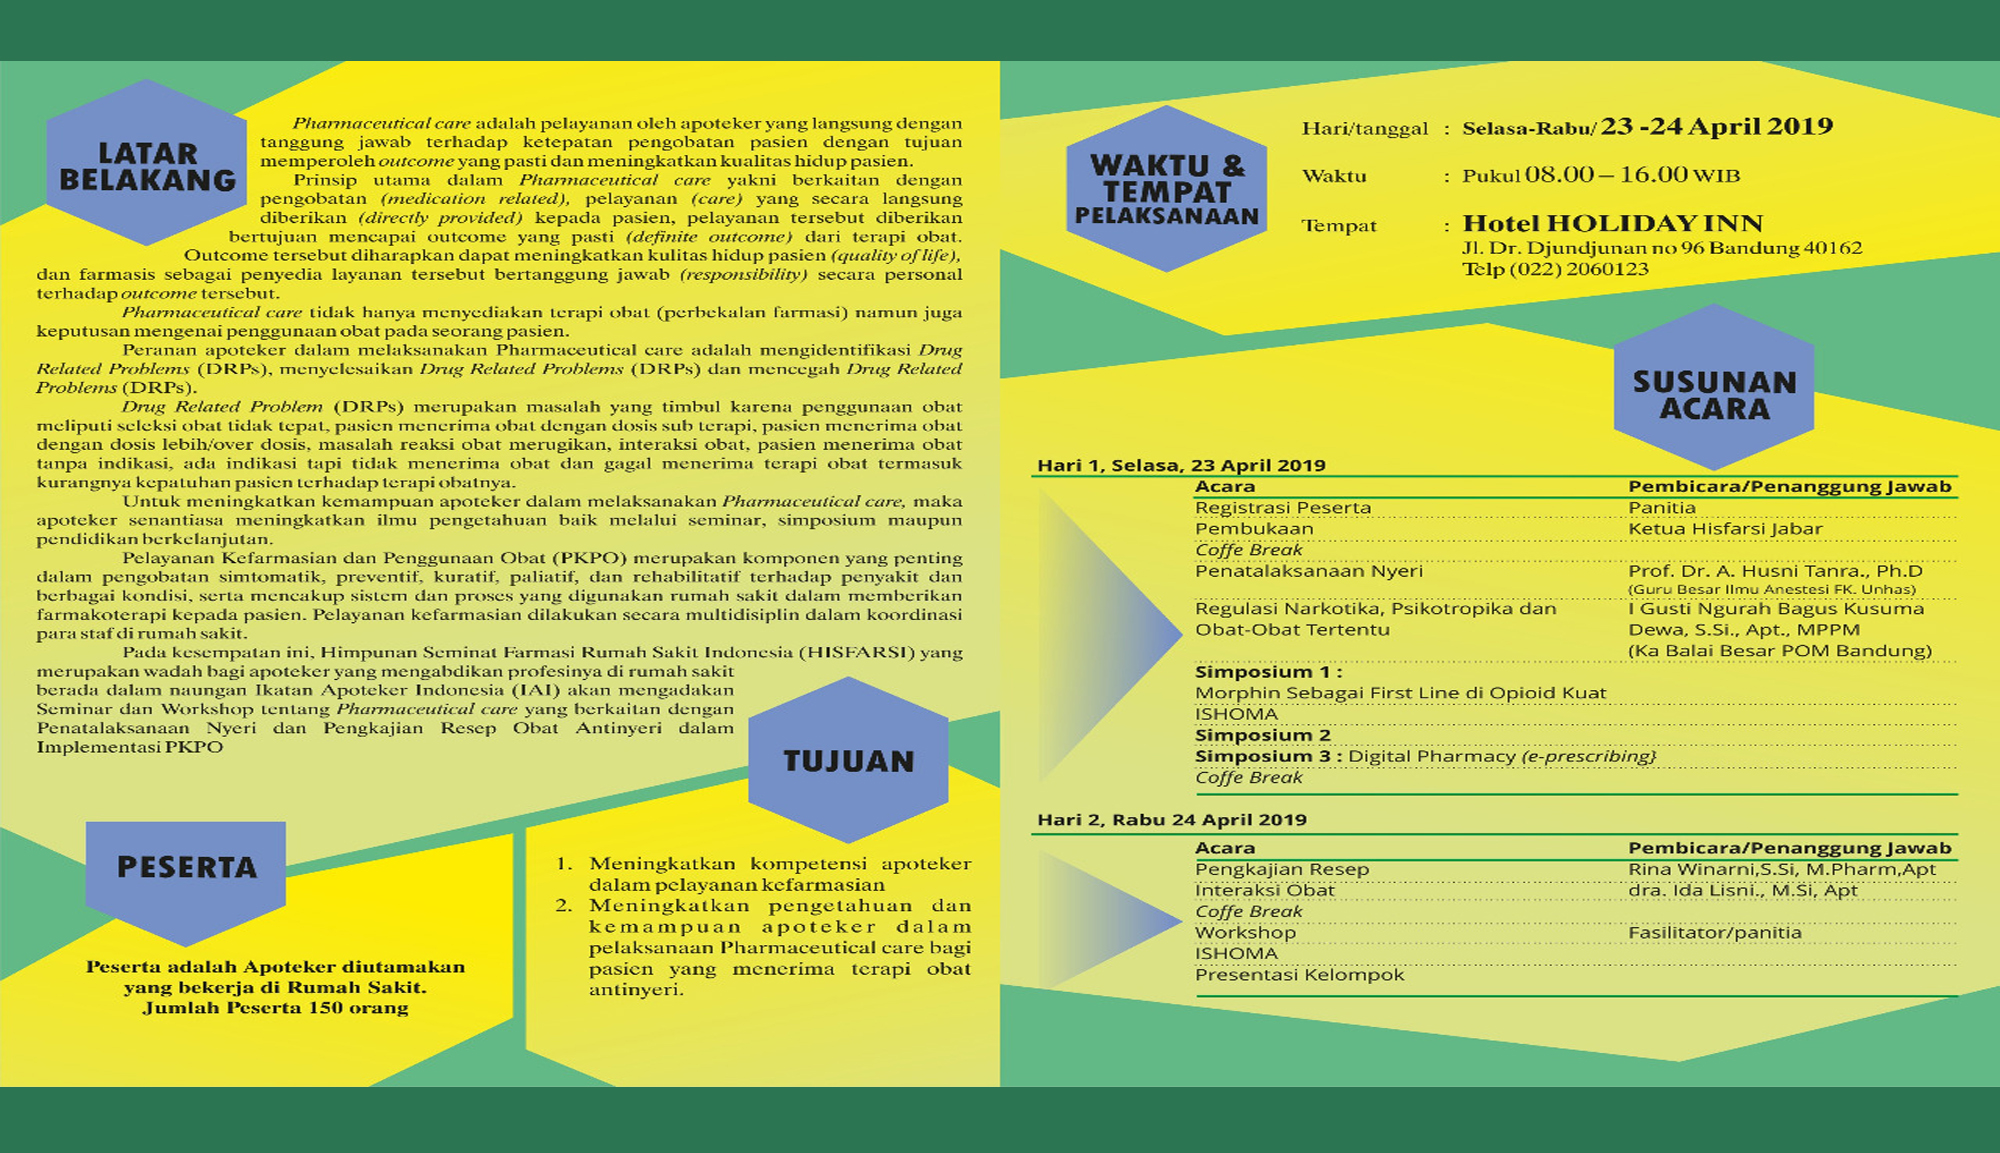 LATAR
BELAKANG
Pharmaceutical care adalah pelayanan oleh apoteker yang langsung dengan
tanggung jawab terhadap ketepatan pengobatan pasien dengan tujuan
memperoleh outcome yang pasti dan meningkatkan kualitas hidup pasien.
Prinsip utama dalam Pharmaceutical care yakni berkaitan dengan
pengobatan (medication related), pelayanan (care) yang secara langsung
diberikan (directly provided) kepada pasien, pelayanan tersebut diberikan
bertujuan mencapai outcome yang pasti (definite outcome) dari terapi obat.
Outcome tersebut diharapkan dapat meningkatkan kulitas hidup pasien (quality of life),
dan farmasis sebagai penyedia layanan tersebut bertanggung jawab (responsibility) secara personal
terhadap outcome tersebut.
Pharmaceutical care tidak hanya menyediakan terapi obat (perbekalan farmasi) namun juga
keputusan mengenai penggunaan obat pada seorang pasien.
Peranan apoteker dalam melaksanakan Pharmaceutical care adalah mengidentifikasi Drug
Related Problems (DRPs), menyelesaikan Drug Related Problems (DRPs) dan mencegah Drug Related
Problems (DRPs).
Drug Related Problem (DRPs) merupakan masalah yang timbul karena penggunaan obat
meliputi seleksi obat tidak tepat, pasien menerima obat dengan dosis sub terapi, pasien menerima obat
dengan dosis lebih/over dosis, masalah reaksi obat merugikan, interaksi obat, pasien menerima obat
tanpa indikasi, ada indikasi tapi tidak menerima obat dan gagal menerima terapi obat termasuk
kurangnya kepatuhan pasien terhadap terapi obatnya.
Untuk meningkatkan kemampuan apoteker dalam melaksanakan Pharmaceutical care, maka
apoteker senantiasa meningkatkan ilmu pengetahuan baik melalui seminar, simposium maupun
pendidikan berkelanjutan.
Pelayanan Kefarmasian dan Penggunaan Obat (PKPO) merupakan komponen yang penting
dalam pengobatan simtomatik, preventif, kuratif, paliatif, dan rehabilitatif terhadap penyakit dan
berbagai kondisi, serta mencakup sistem dan proses yang digunakan rumah sakit dalam memberikan
farmakoterapi kepada pasien. Pelayanan kefarmasian dilakukan secara multidisiplin dalam koordinasi
para staf di rumah sakit.
Pada kesempatan ini, Himpunan Seminat Farmasi Rumah Sakit Indonesia (HISFARSI) yang
merupakan wadah bagi apoteker yang mengabdikan profesinya di rumah sakit
berada dalam naungan Ikatan Apoteker Indonesia (IAI) akan mengadakan
Seminar dan Workshop tentang Pharmaceutical care yang berkaitan dengan
Penatalaksanaan Nyeri dan Pengkajian Resep Obat Antinyeri dalam
Implementasi PKPO
TUJUAN
1. Meningkatkan kompetensi apoteker
dalam pelayanan kefarmasian
2. Meningkatkan pengetahuan dan
kemampuan apoteker dalam
pelaksanaan Pharmaceutical care bagi
pasien yang menerima terapi obat
antinyeri.
PESERTA
Peserta adalah Apoteker diutamakan
yang bekerja di Rumah Sakit.
Jumlah Peserta 150 orang
WAKTU &
TEMPAT
PELAKSANAAN
Hari/tanggal : Selasa-Rabu/ 23 -24 April 2019
Waktu : Pukul 08.00 – 16.00 WIB
Tempat : Hotel HOLIDAY INN
Jl. Dr. Djundjunan no 96 Bandung 40162
Telp (022) 2060123
SUSUNAN
ACARA
Hari 1, Selasa, 23 April 2019
Acara Pembicara/Penanggung Jawab
Registrasi Peserta Panitia
Pembukaan Ketua Hisfarsi Jabar
Coffe Break
Penatalaksanaan Nyeri Prof. Dr. A. Husni Tanra., Ph.D
(Guru Besar Ilmu Anestesi FK. Unhas)
Regulasi Narkotika, Psikotropika dan I Gusti Ngurah Bagus Kusuma
Obat-Obat Tertentu Dewa, S.Si., Apt., MPPM
(Ka Balai Besar POM Bandung)
Simposium 1 :
Morphin Sebagai First Line di Opioid Kuat
ISHOMA
Simposium 2
Simposium 3 : Digital Pharmacy (e-prescribing}
Coffe Break
Hari 2, Rabu 24 April 2019
Acara Pembicara/Penanggung Jawab
Pengkajian Resep Rina Winarni,S.Si, M.Pharm,Apt
Interaksi Obat dra. Ida Lisni., M.Si, Apt
Coffe Break
Workshop Fasilitator/panitia
ISHOMA
Presentasi Kelompok